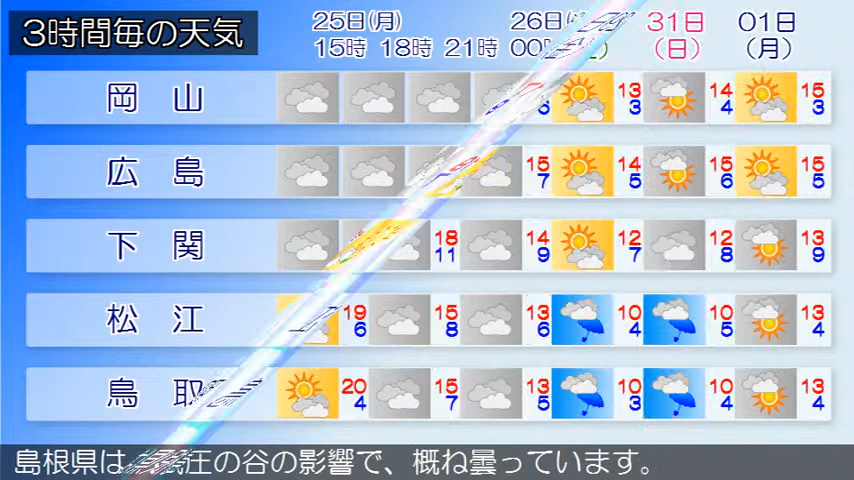 3時間毎の天気
25日(月) 26日 31日 01日
15時 18時 21時 00 (日) (月)
岡 山 13 3 14 4 15 3
広 島 15 7 14 5 15 6 15 5
下 関 18 11 14 9 12 7 12 8 13 9
松 江 19 6 15 8 13 6 10 4 10 5 13 4
鳥 取 20 4 15 7 13 5 10 3 10 4 13 4
島根県は、 圧の谷の影響で、概ね曇っています。